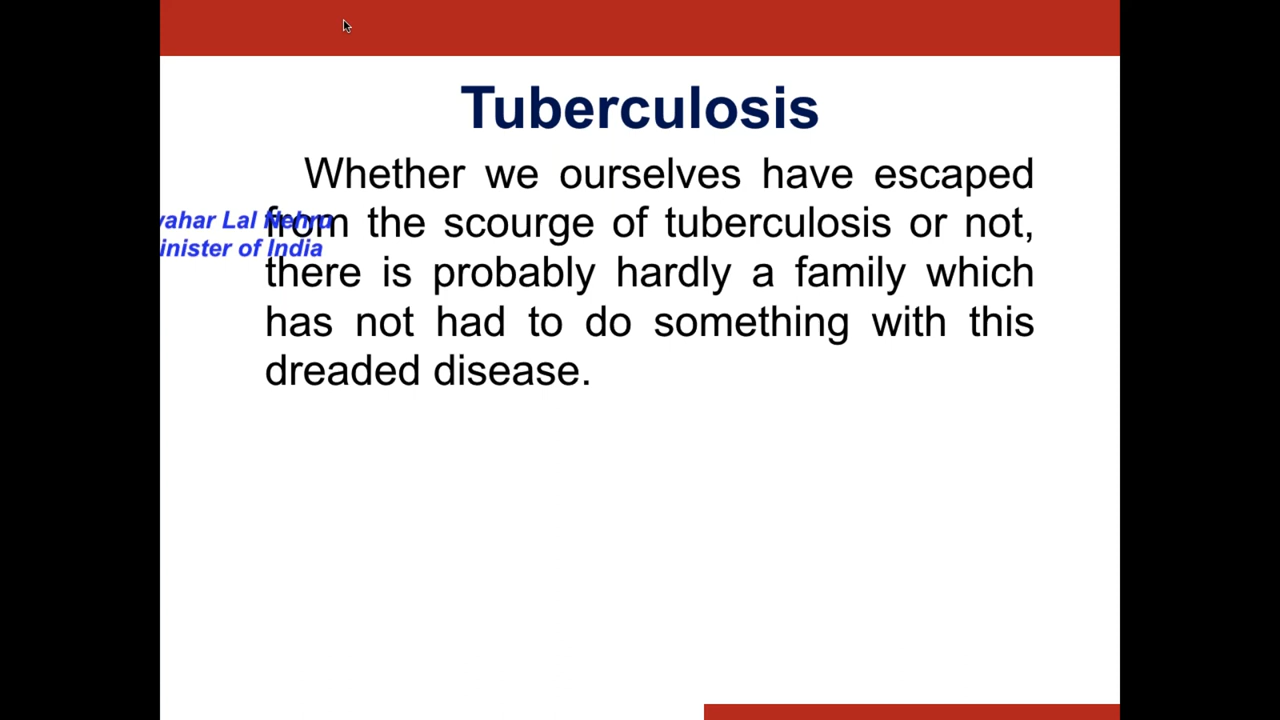 Tuberculosis
Whether we ourselves have escaped
from the scourge of tuberculosis or not,
there is probably hardly a family which
has not had to do something with this
dreaded disease.
vahar Lal Nehru
inister of India